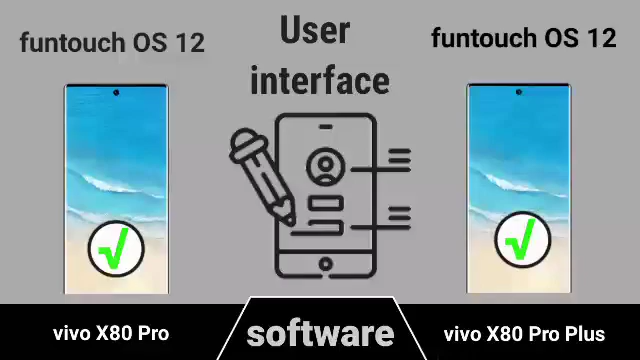 funtouch OS 12
User
interface
funtouch OS 12
vivo X80 Pro
software
vivo X80 Pro Plus